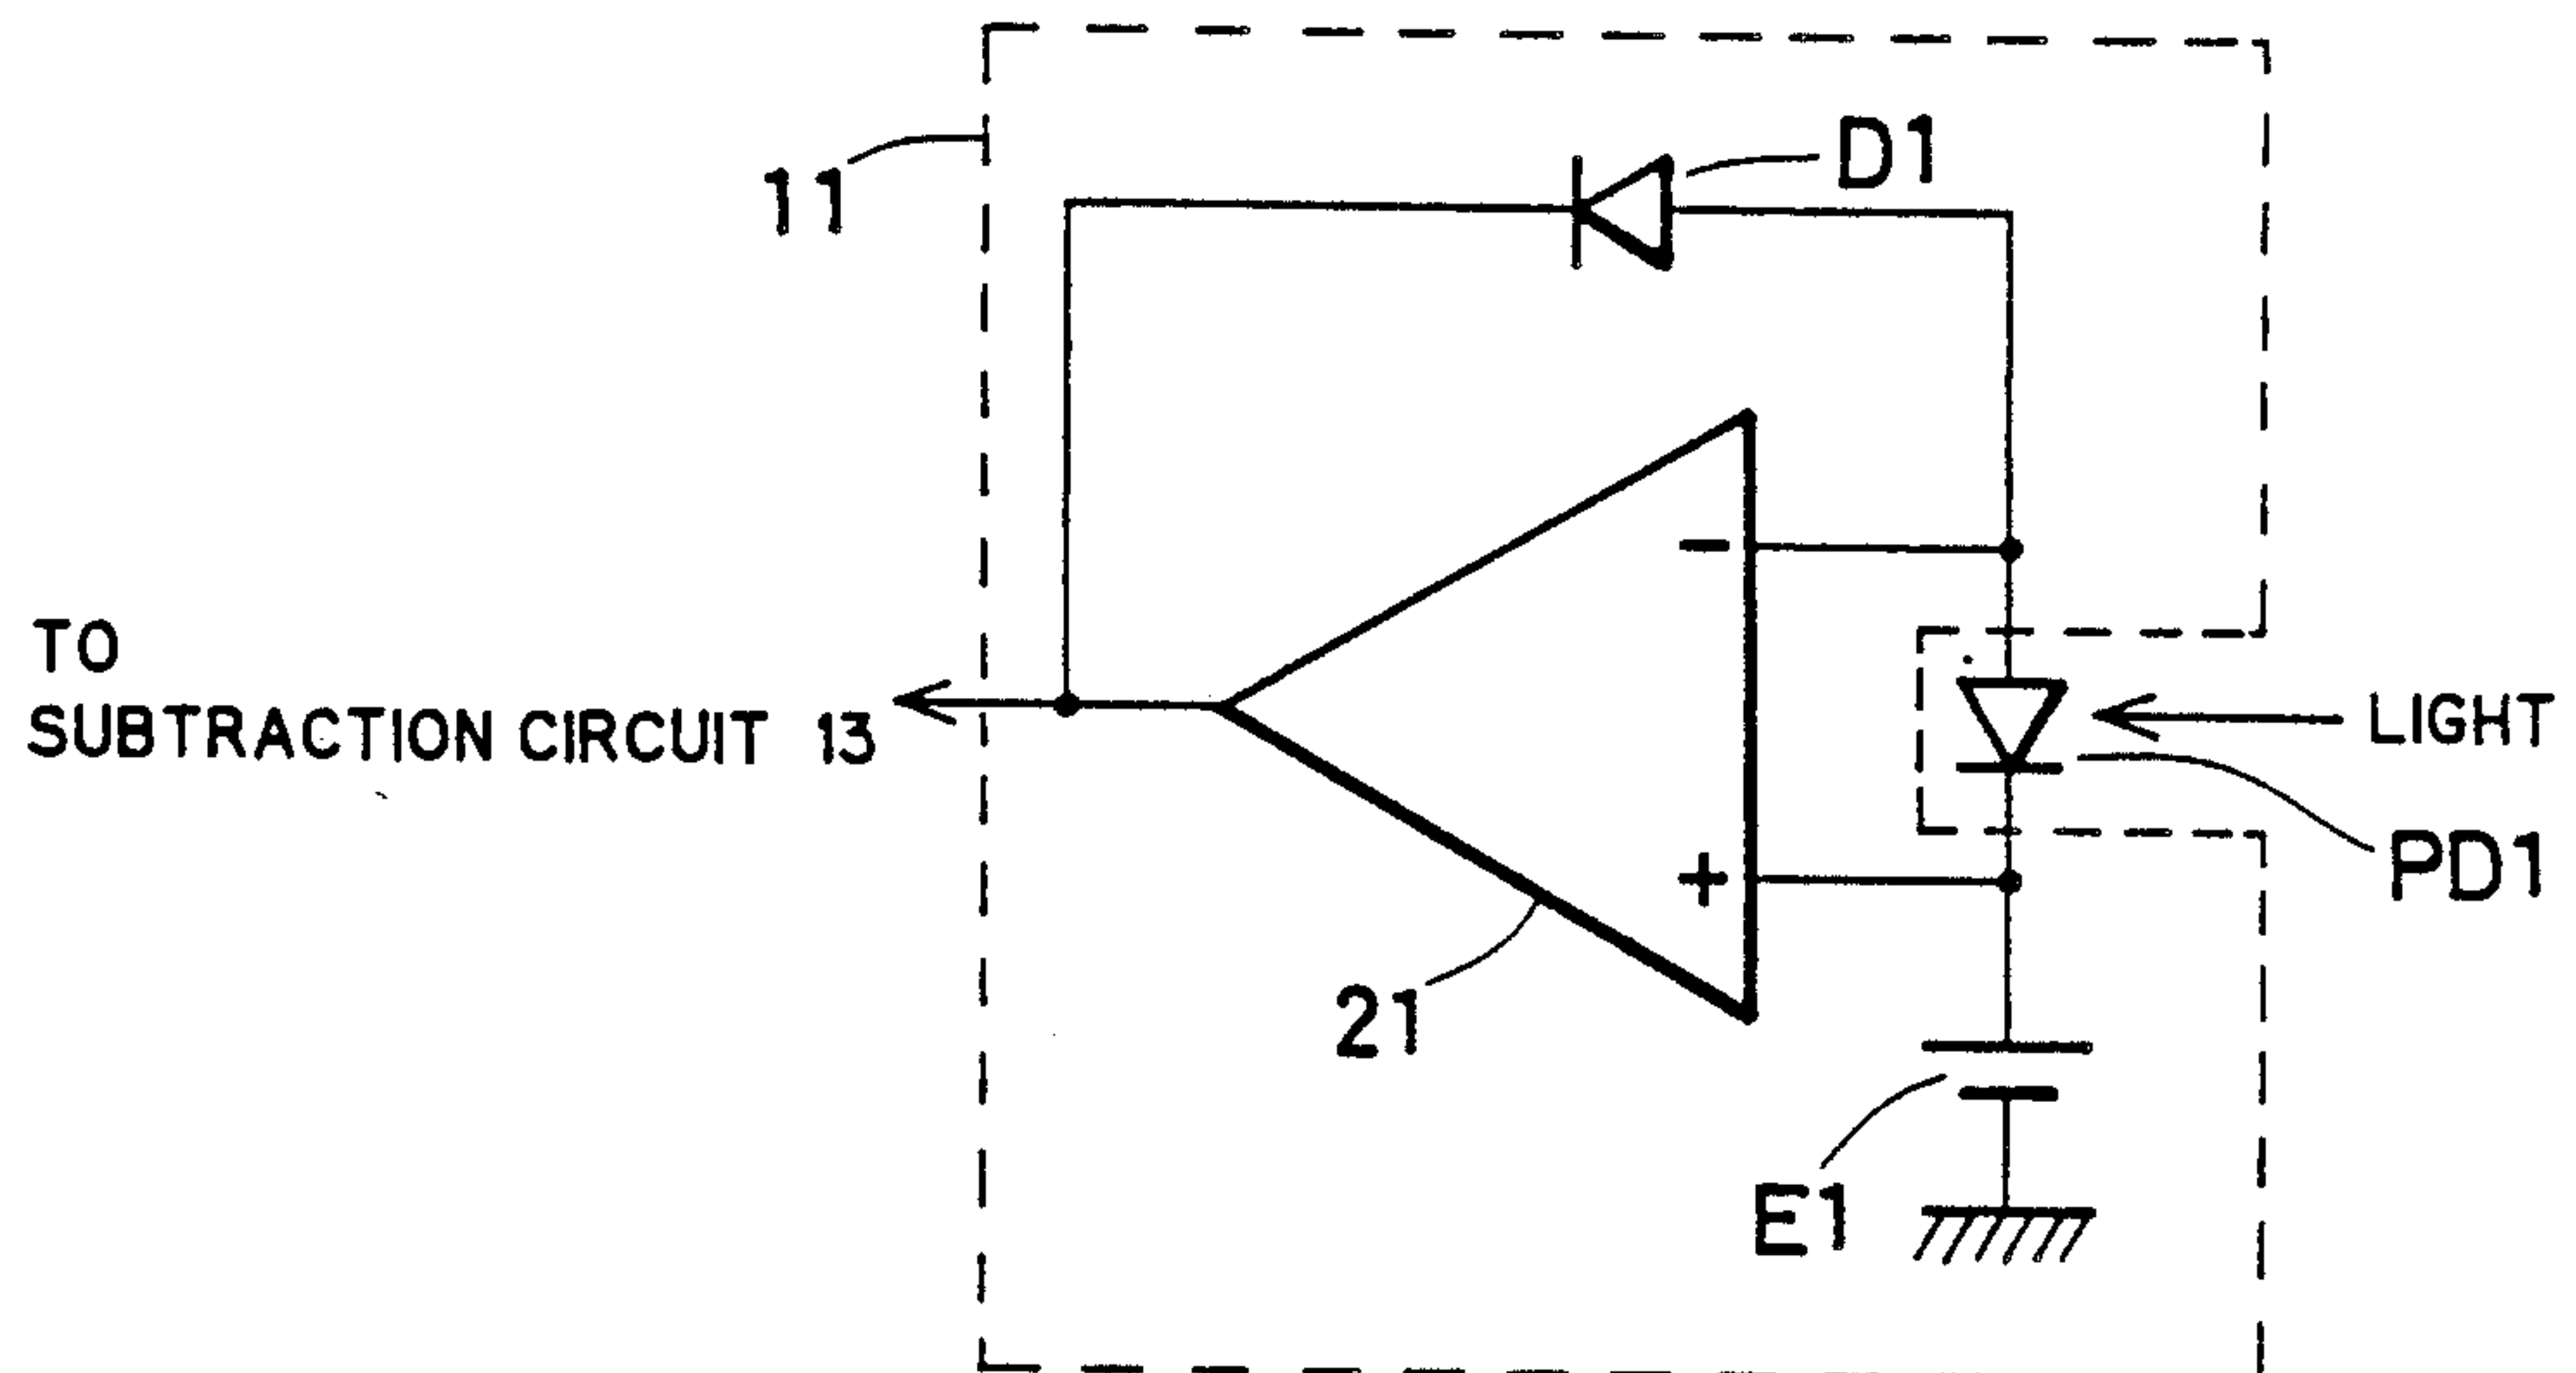 11
D1
-
TO
SUBTRACTION CIRCUIT 13
LIGHT
PD1
+
21
E1